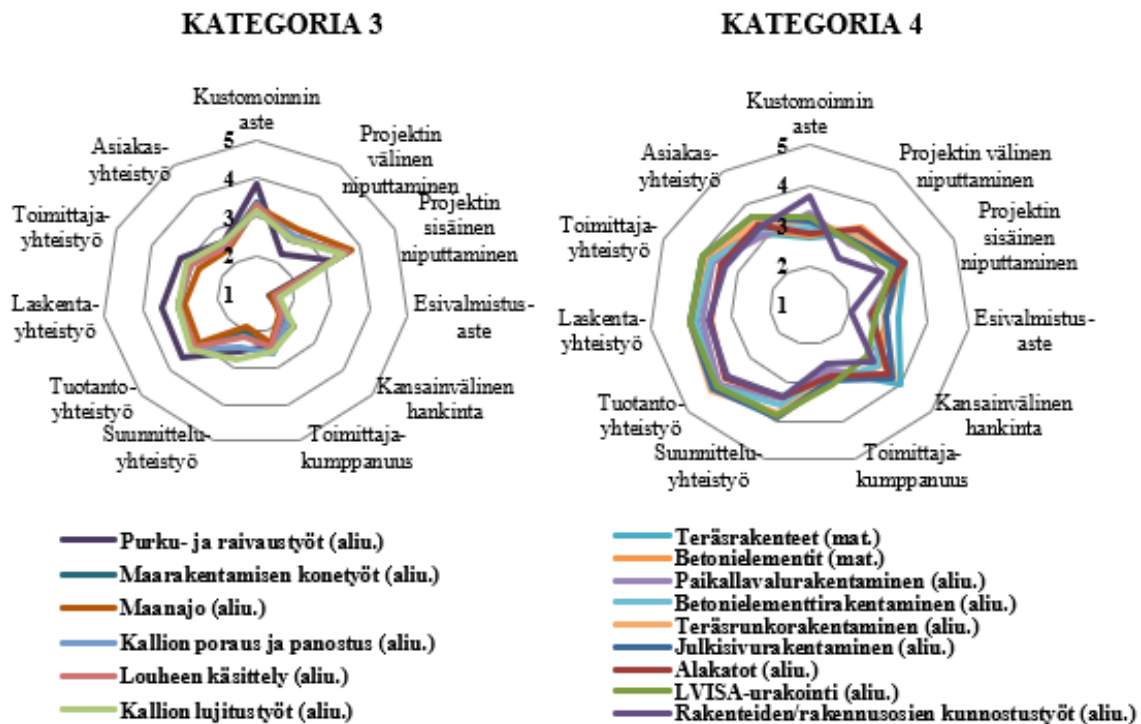 KATEGORIA 3
Kustomoinnin
aste
Projektin
välinen
niputtaminen
Projektin
sisäinen
niputtaminen
Esivalmistus-
aste
Kansainvälinen
hankinta
Toimittaja-
kumppanuus
Suunnittelu-
yhteistyö
Tuotanto-
yhteistyö
Laskenta-
yhteistyö
Toimittaja-
yhteistyö
Asiakas-
yhteistyö
5
4
3
2
1
Purku- ja raivaustyöt (aliu.)
Maarakentamisen konetyöt (aliu.)
Maanajo (aliu.)
Kallion poraus ja panostus (aliu.)
Louheen käsittely (aliu.)
Kallion lujitustyöt (aliu.)
KATEGORIA 4
Kustomoinnin
aste
Projektin välinen
niputtaminen
Projektin
sisäinen
niputtaminen
Esivalmistus-
aste
Kansainvälinen
hankinta
Toimittaja-
kumppanuus
Suunnittelu-
yhteistyö
Tuotanto-
yhteistyö
Laskenta-
yhteistyö
Toimittaja-
yhteistyö
Asiakas-
yhteistyö
5
4
3
2
1
Teräsrakenteet (mat.)
Betonielementit (mat.)
Paikallavalurakentaminen (aliu.)
Betonielementtirakentaminen (aliu.)
Teräsrunkorakentaminen (aliu.)
Julkisivurakentaminen (aliu.)
Alakatot (aliu.)
LVISA-urakointi (aliu.)
Rakenteiden/rakennusosien kunnostustyöt (aliu.)